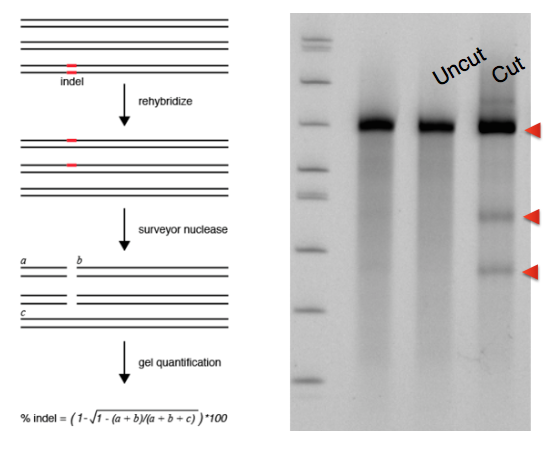 indel
rehybridize
surveyor nuclease
a b
c
gel quantification
% indel = (1-√1 - (a + b)/(a + b + c) )*100
Uncut
Cut